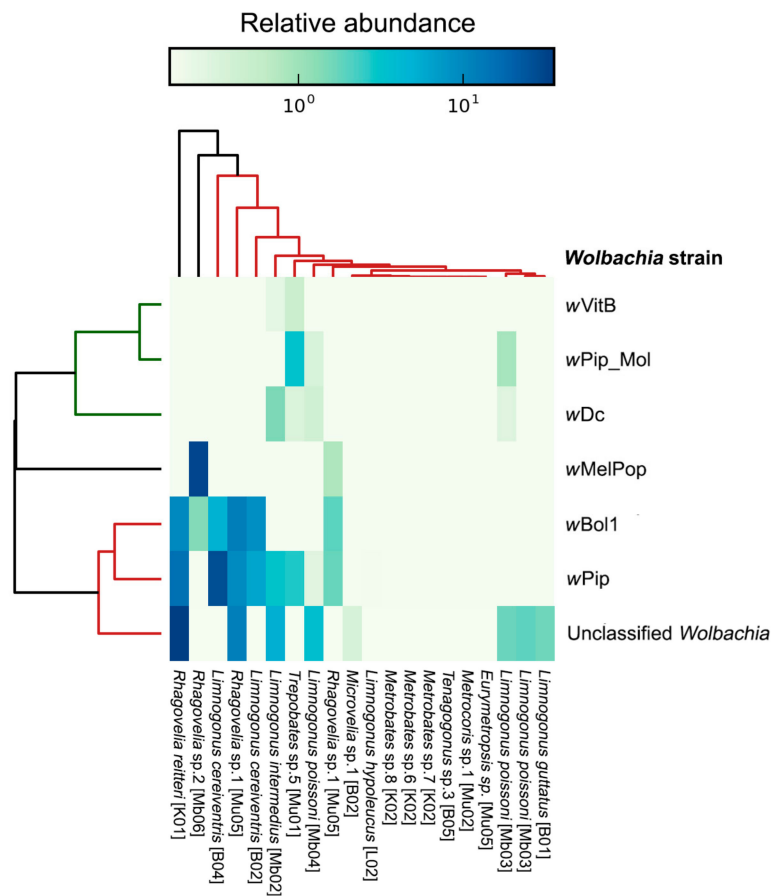 Relative abundance
10⁰ 10¹
Wolbachia strain
wVitB
wPip_Mol
wDc
wMelPop
wBol1
wPip
Unclassified Wolbachia
Rhagovelia reitteri [K01]
Rhagovelia sp.2 [Mb06]
Limnogonus cereiventris [B04]
Rhagovelia sp.1 [Mu05]
Limnogonus cereiventris [B02]
Limnogonus intermedius [Mb02]
Trepobates sp.5 [Mu01]
Limnogonus poissoni [Mb04]
Rhagovelia sp.1 [Mu05]
Microvelia sp.1 [B02]
Limnogonus hypoleucus [L02]
Metrobates sp.8 [K02]
Metrobates sp.6 [K02]
Metrobates sp.7 [K02]
Tenagogonus sp.3 [B05]
Metrocoris sp.1 [Mu02]
Eurymetropsis sp. [Mu05]
Limnogonus poissoni [Mb03]
Limnogonus poissoni [Mb03]
Limnogonus guttatus [B01]